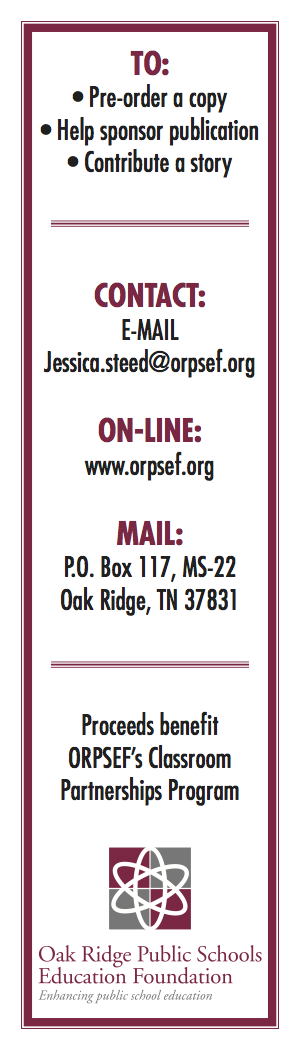 TO:
• Pre-order a copy
• Help sponsor publication
• Contribute a story
CONTACT:
E-MAIL
Jessica.steed@orpsef.org
ON-LINE:
www.orpsef.org
MAIL:
P.O. Box 117, MS-22
Oak Ridge, TN 37831
Proceeds benefit
ORPSEF’s Classroom
Partnerships Program
Oak Ridge Public Schools
Education Foundation
Enhancing public school education